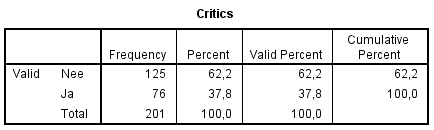 Critics
Frequency Percent Valid Percent Cumulative Percent
Valid Nee 125 62,2 62,2 62,2
Ja 76 37,8 37,8 100,0
Total 201 100,0 100,0